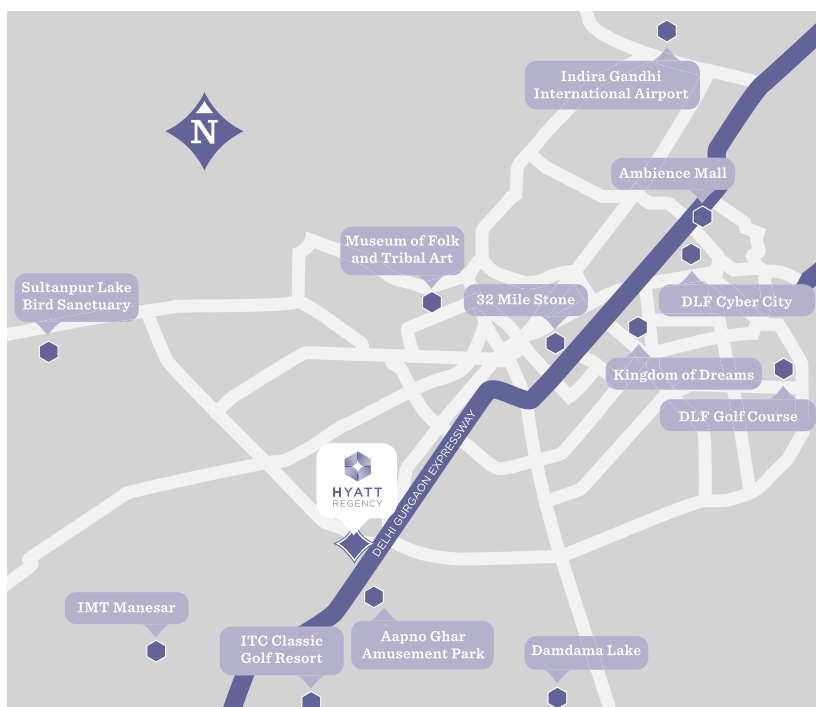 Indira Gandhi
International Airport
N
Ambience Mall
Museum of Folk
and Tribal Art
Sultanpur Lake
Bird Sanctuary
32 Mile Stone
DLF Cyber City
Kingdom of Dreams
DLF Golf Course
DELHI GURGAON EXPRESSWAY
HYATT
REGENCY
IMT Manesar
ITC Classic
Golf Resort
Aapno Ghar
Amusement Park
Damdama Lake